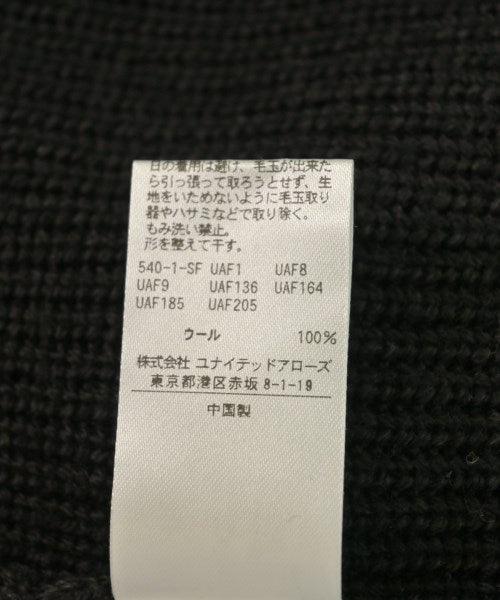 日の着用は避け、毛玉が出来た
ら引っ張って取ろうとせず、生
地をいためないように毛玉取り
器やハサミなどで取り除く。
もみ洗い禁止。
形を整えて干す。
540-1-SF UAF1 UAF8
UAF9 UAF136 UAF164
UAF185 UAF205
ウール 100%
株式会社 ユナイテッドアローズ
東京都港区赤坂 8-1-19
中国製